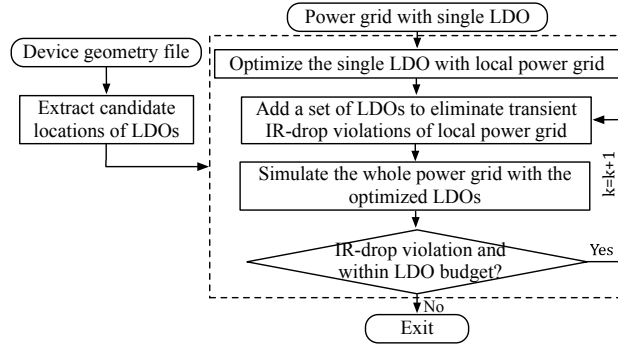 Power grid with single LDO
Device geometry file
Optimize the single LDO with local power grid
Extract candidate
locations of LDOs
Add a set of LDOs to eliminate transient
IR-drop violations of local power grid
k=k+1
Simulate the whole power grid with the
optimized LDOs
IR-drop violation and
within LDO budget?
Yes
No
Exit